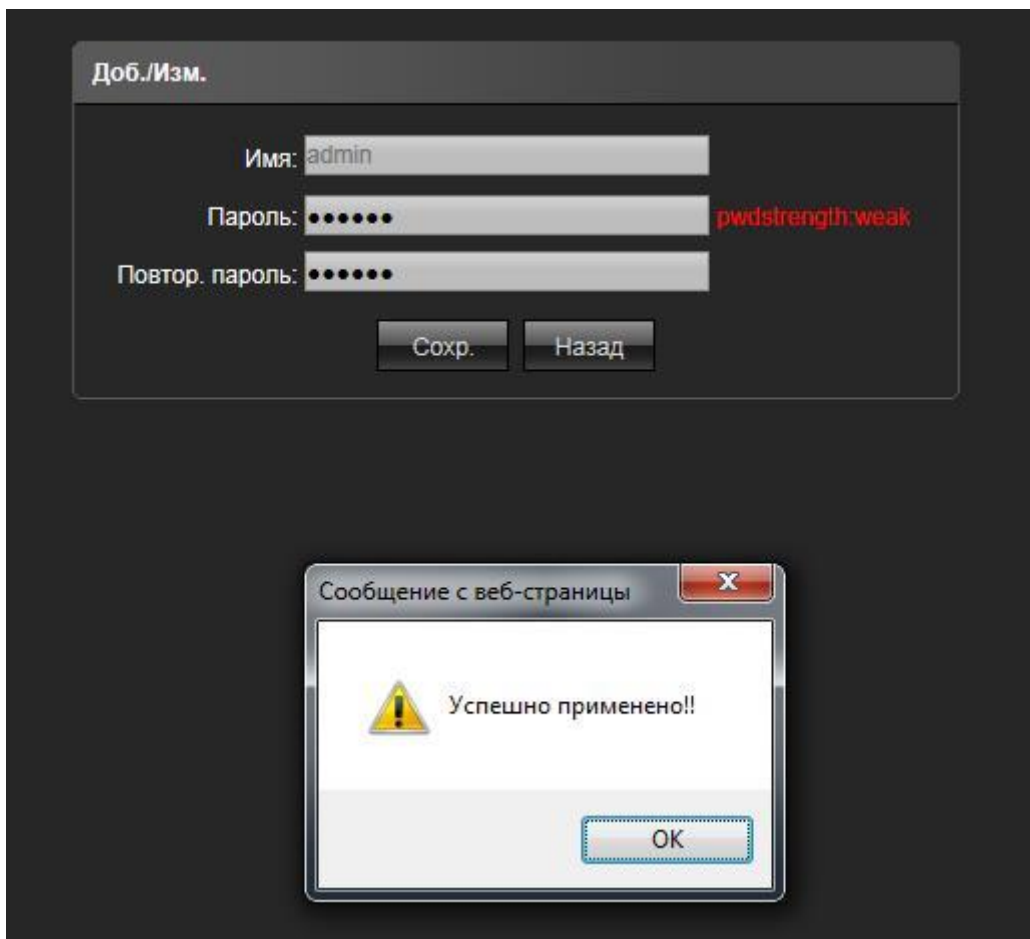 Доб./Изм.
Имя: admin
Пароль: •••••• pwdstrength:weak
Повтор. пароль: ••••••
Сохр. Назад
Сообщение с веб-страницы
Успешно применено!!
OK